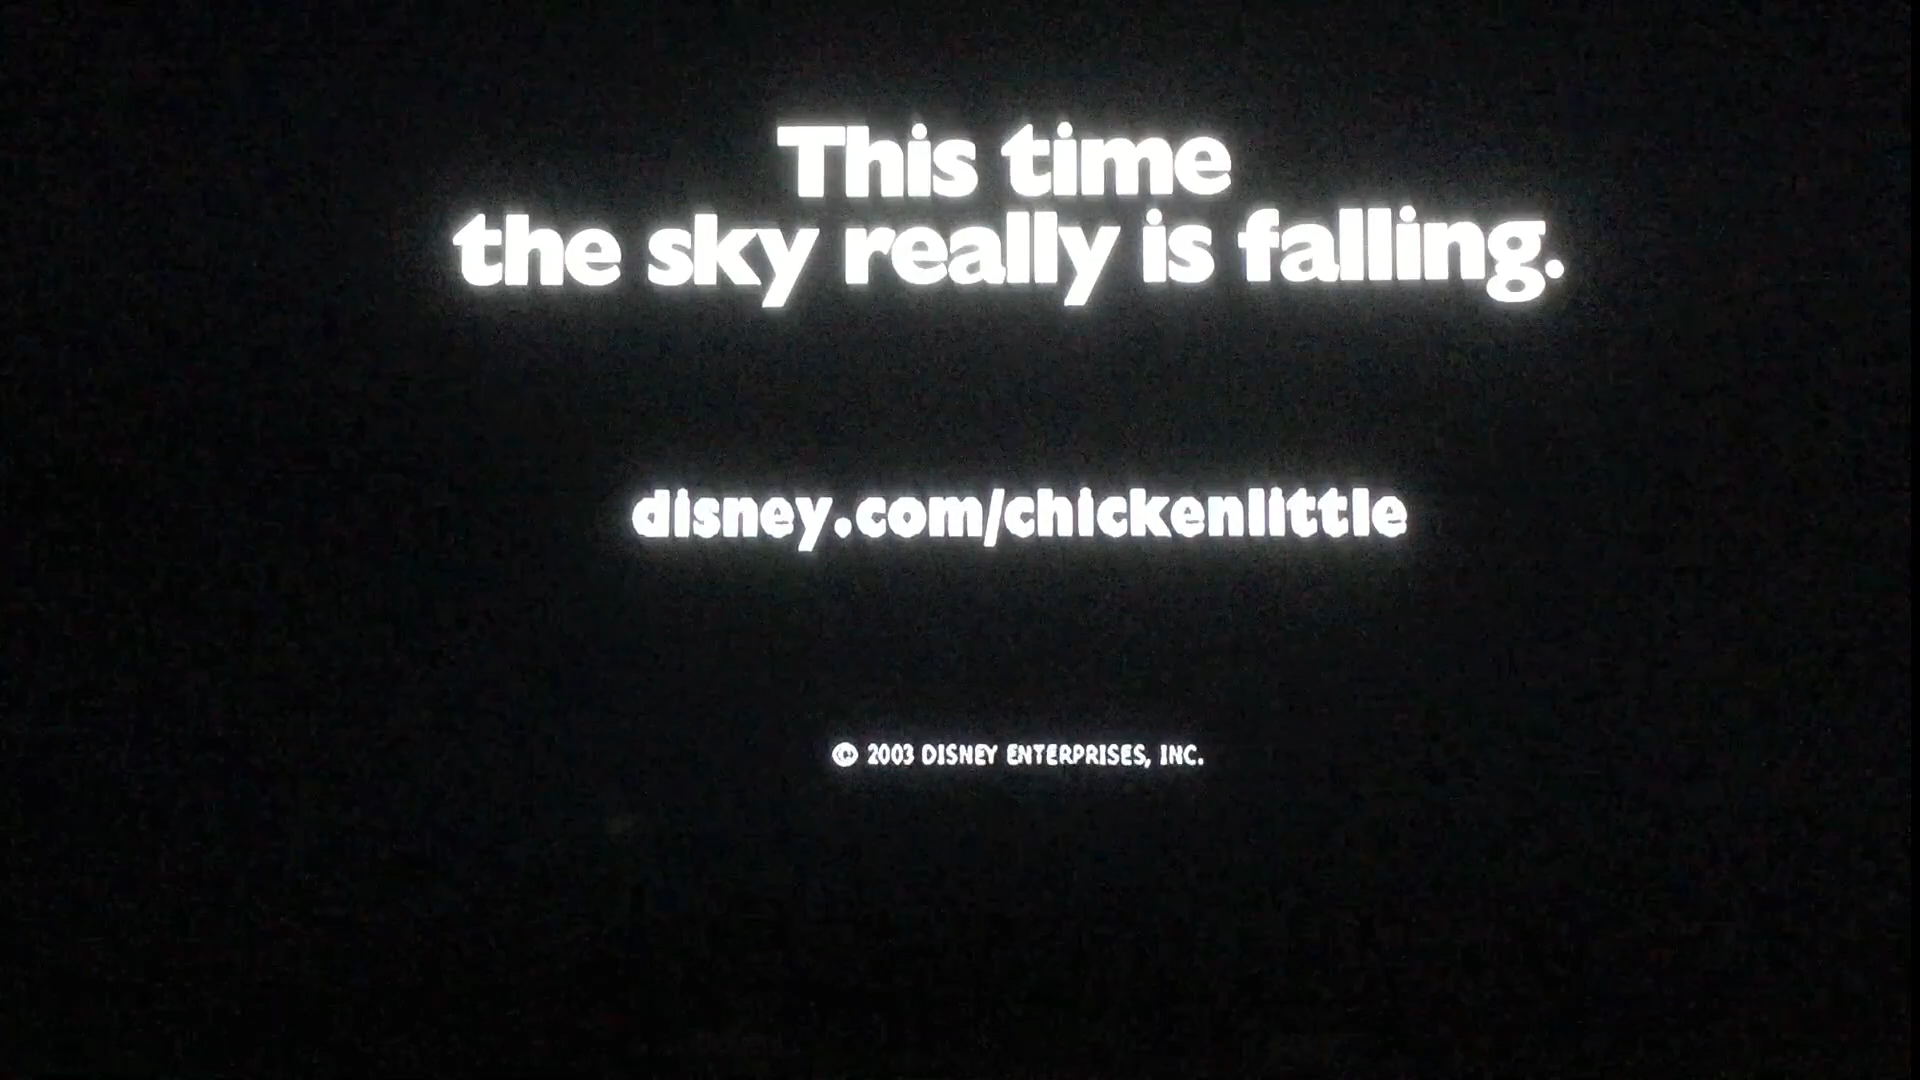 This time
the sky really is falling.
disney.com/chickenlittle
© 2003 DISNEY ENTERPRISES, INC.